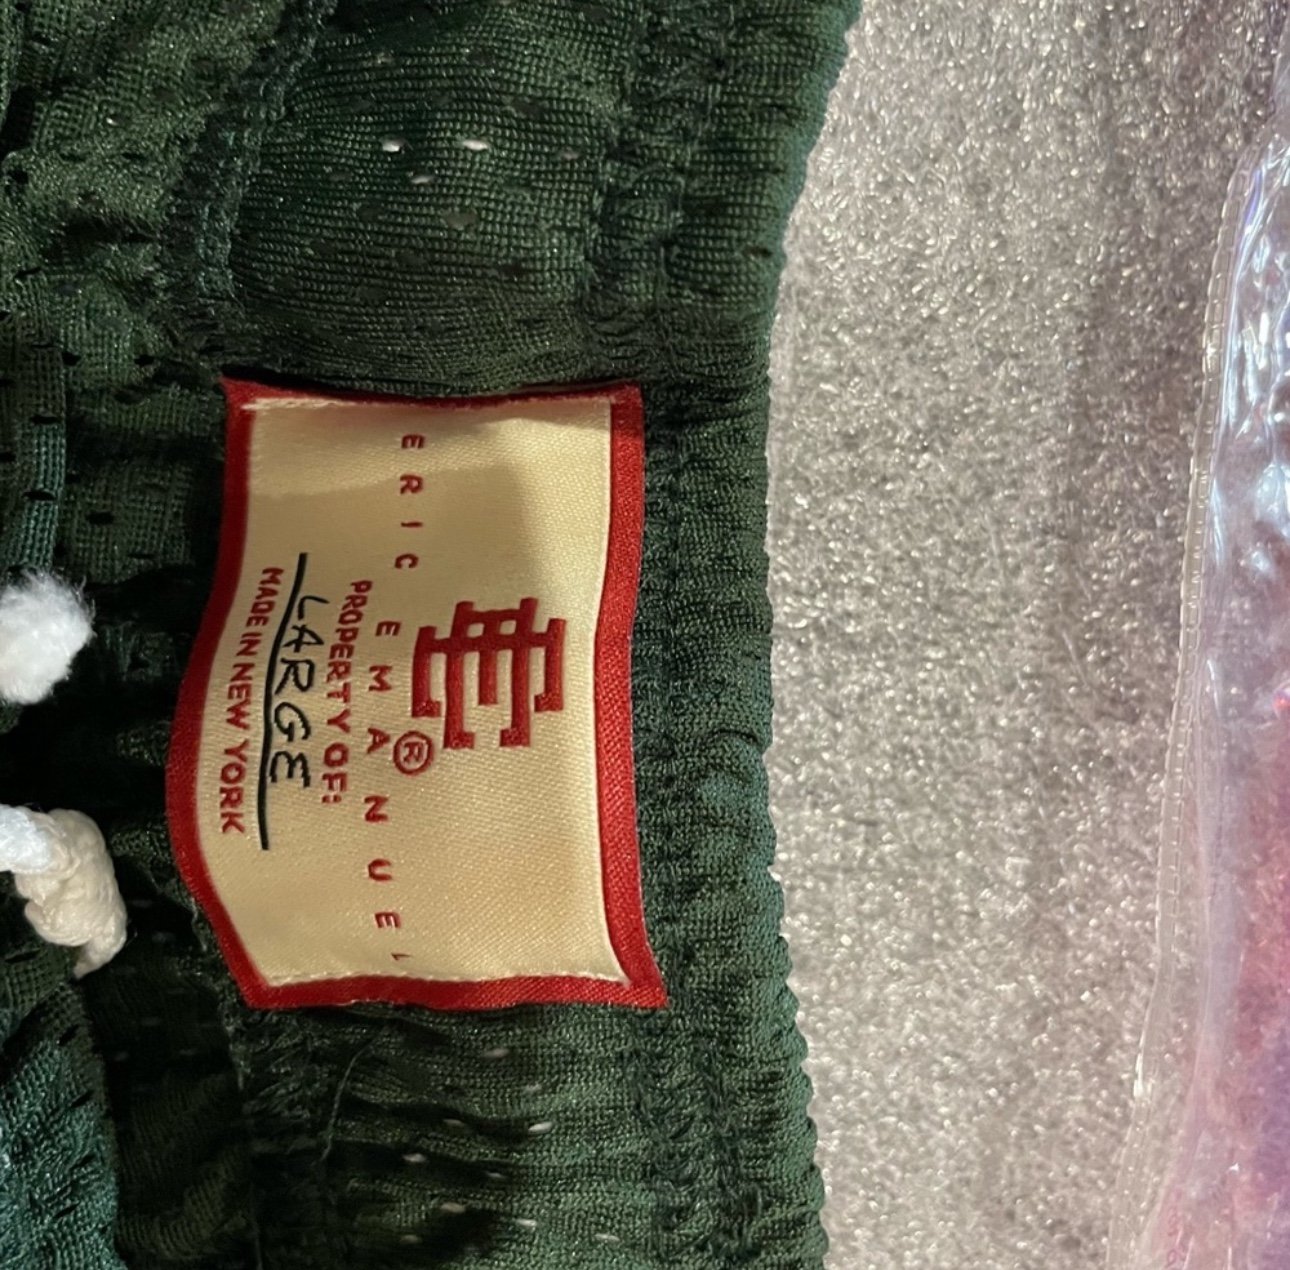 EE®
ERIC EMANUEL
PROPERTY OF:
LARGE
MADE IN NEW YORK